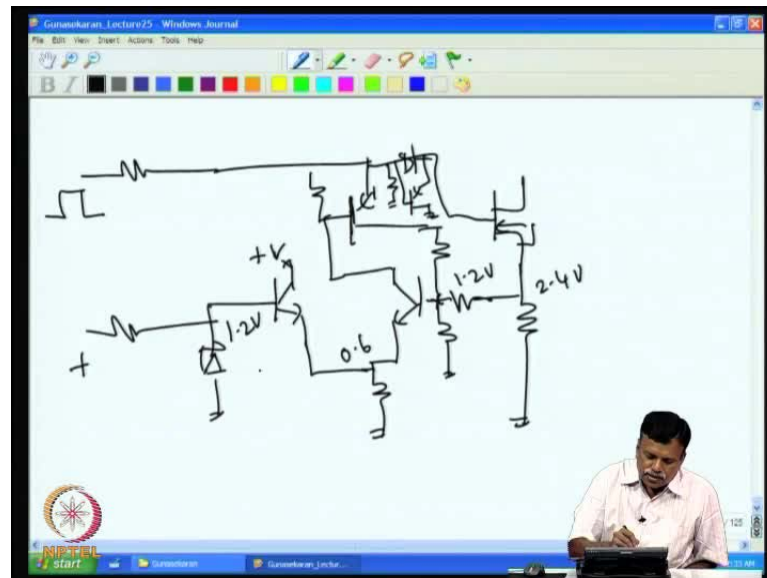 Gunasekaran_Lecture25 - Windows Journal
File Edit View Insert Actions Tools Help
B I
+Vx
1.2V
1.2V
2.4V
0.6
+
NPTEL
start
Gunasekaran
Gunasekaran_Lectur...